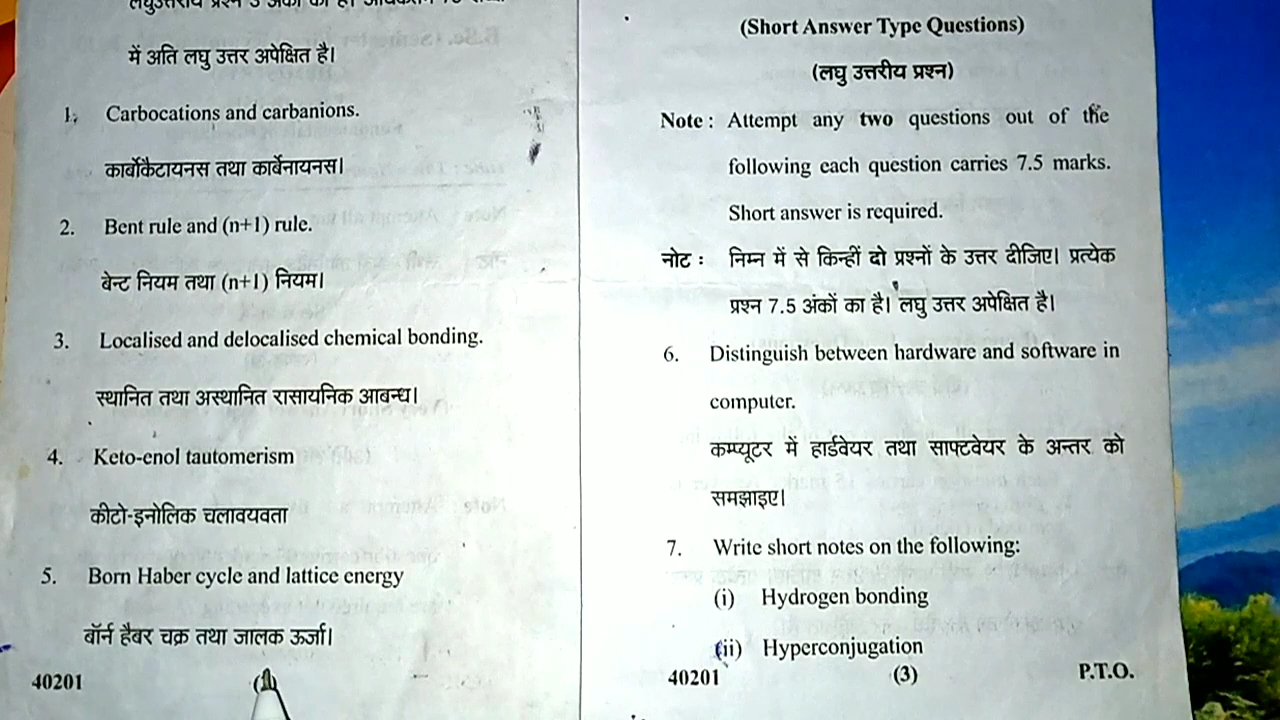 लघुउत्तरीय प्रश्न 3 अंकों का है।
में अति लघु उत्तर अपेक्षित है।
1. Carbocations and carbanions.
कार्बोकैटायनस तथा कार्बेनायनस।
2. Bent rule and (n+1) rule.
बेन्ट नियम तथा (n+1) नियम।
3. Localised and delocalised chemical bonding.
स्थानित तथा अस्थानित रासायनिक आबन्ध।
4. Keto-enol tautomerism
कीटो-इनोलिक चलावयवता
5. Born Haber cycle and lattice energy
बॉर्न हैबर चक्र तथा जालक ऊर्जा।
40201
(Short Answer Type Questions)
(लघु उत्तरीय प्रश्न)
Note : Attempt any two questions out of the
following each question carries 7.5 marks.
Short answer is required.
नोट : निम्न में से किन्हीं दो प्रश्नों के उत्तर दीजिए। प्रत्येक
प्रश्न 7.5 अंकों का है। लघु उत्तर अपेक्षित है।
6. Distinguish between hardware and software in
computer.
कम्प्यूटर में हार्डवेयर तथा साफ्टवेयर के अन्तर को
समझाइए।
7. Write short notes on the following:
(i) Hydrogen bonding
(ii) Hyperconjugation
40201 (3) P.T.O.